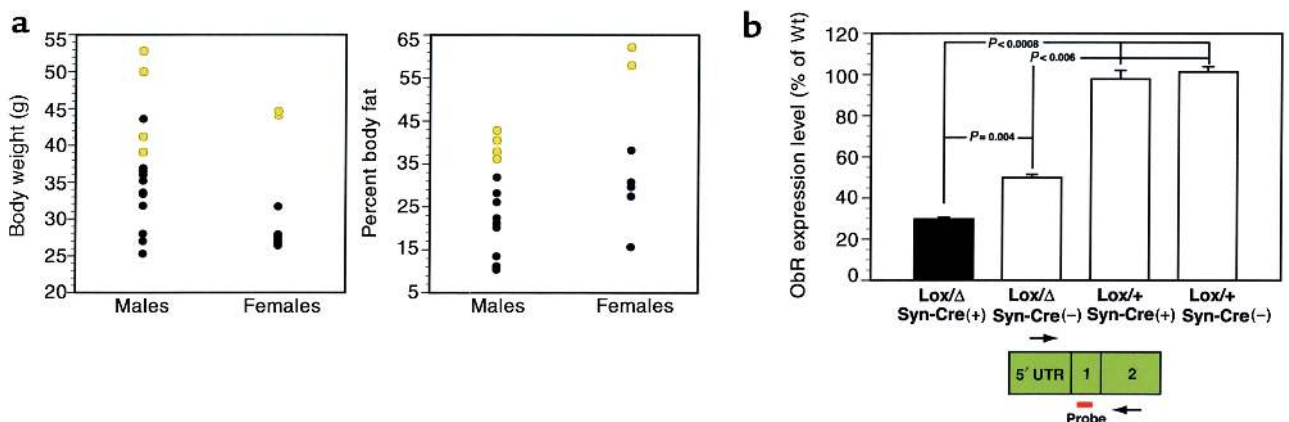 a
Body weight (g)
55
50
45
40
35
30
25
20
Males Females
Percent body fat
65
55
45
35
25
15
5
Males Females
b
ObR expression level (% of Wt)
120
100
80
60
40
20
0
P< 0.0008
P< 0.006
P= 0.004
Lox/Δ Lox/Δ Lox/+ Lox/+
Syn-Cre(+) Syn-Cre(−) Syn-Cre(+) Syn-Cre(−)
5′ UTR 1 2
Probe